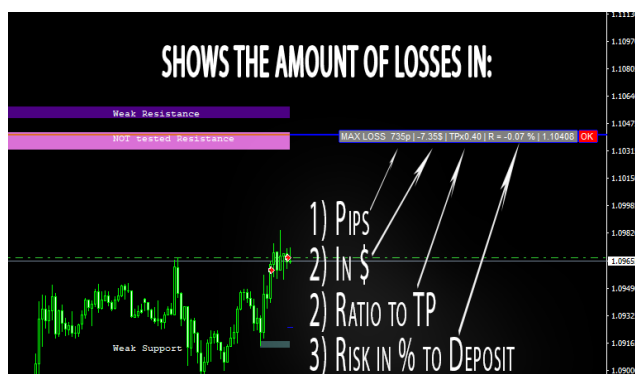 1.1113
1.1097
SHOWS THE AMOUNT OF LOSSES IN:
1.1080
1.1064
Weak Resistance
1.1048
NOT tested Resistance
MAX LOSS 735p | -7.35$ | TPx0.40 | R = -0.07 % | 1.10408 OK
1.1031
1.1015
1) PIPS
1.0998
1.0982
2) IN $
1.0965
1.0949
2) RATIO TO TP
1.0932
Weak Support
1.0916
3) RISK IN % TO DEPOSIT
1.0900